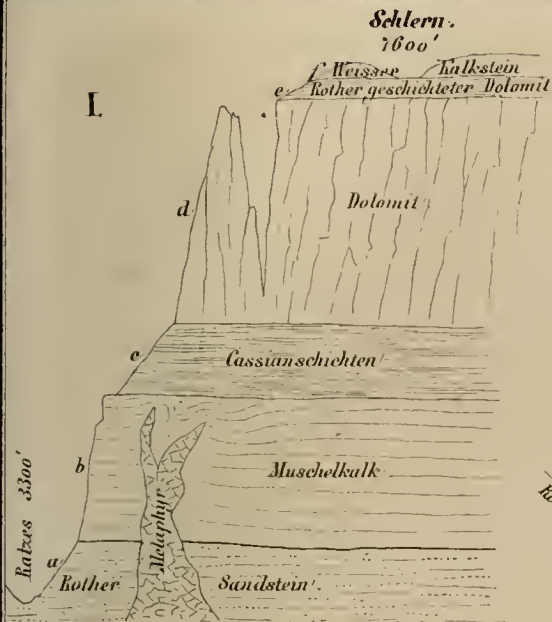 Schlern.
7600'
f Weisser Kalkstein
e Rother geschichteter Dolomit
I.
d
Dolomit
c
Cassianschichten
b
Muschelkalk
Ratzes 3300'
Melaphyr
a
Rother Sandstein.